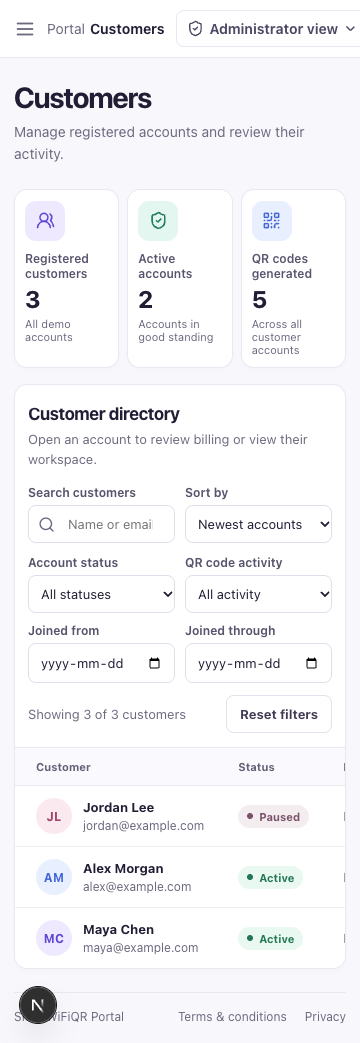 Portal Customers Administrator view
Customers
Manage registered accounts and review their
activity.
Registered
customers
3
All demo
accounts
Active
accounts
2
Accounts in
good standing
QR codes
generated
5
Across all
customer
accounts
Customer directory
Open an account to review billing or view their
workspace.
Search customers Sort by
Name or emai Newest accounts
Account status QR code activity
All statuses All activity
Joined from Joined through
yyyy-mm-dd yyyy-mm-dd
Showing 3 of 3 customers Reset filters
Customer Status
JL Jordan Lee Paused
jordan@example.com
AM Alex Morgan Active
alex@example.com
MC Maya Chen Active
maya@example.com
N
Portal Terms & conditions Privacy